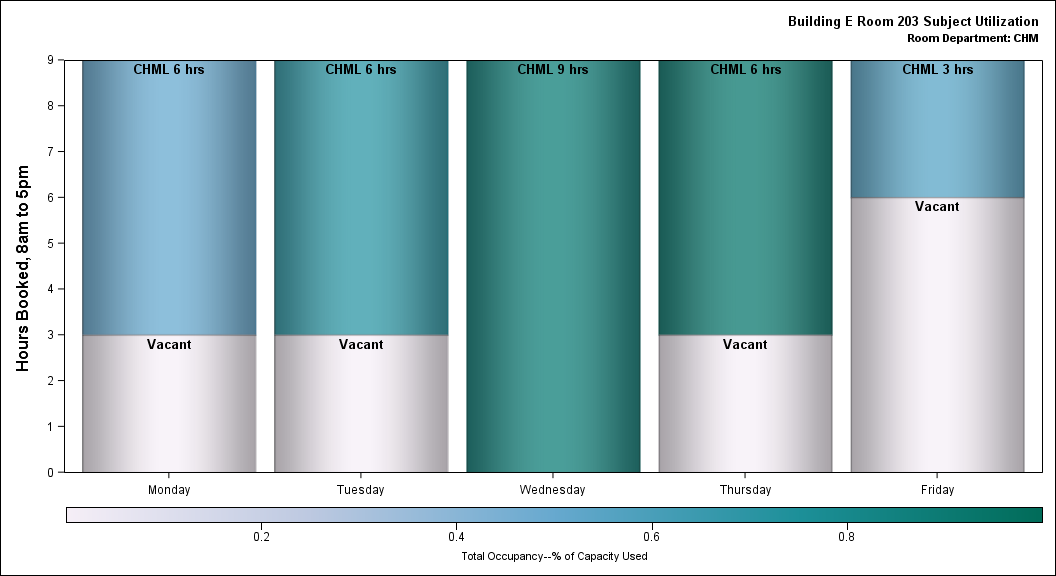 Building E Room 203 Subject Utilization
Room Department: CHM
Hours Booked, 8am to 5pm
9
8
7
6
5
4
3
2
1
0
CHML 6 hrs
Vacant
CHML 6 hrs
Vacant
CHML 9 hrs
CHML 6 hrs
Vacant
CHML 3 hrs
Vacant
Monday
Tuesday
Wednesday
Thursday
Friday
0.2
0.4
0.6
0.8
Total Occupancy--% of Capacity Used